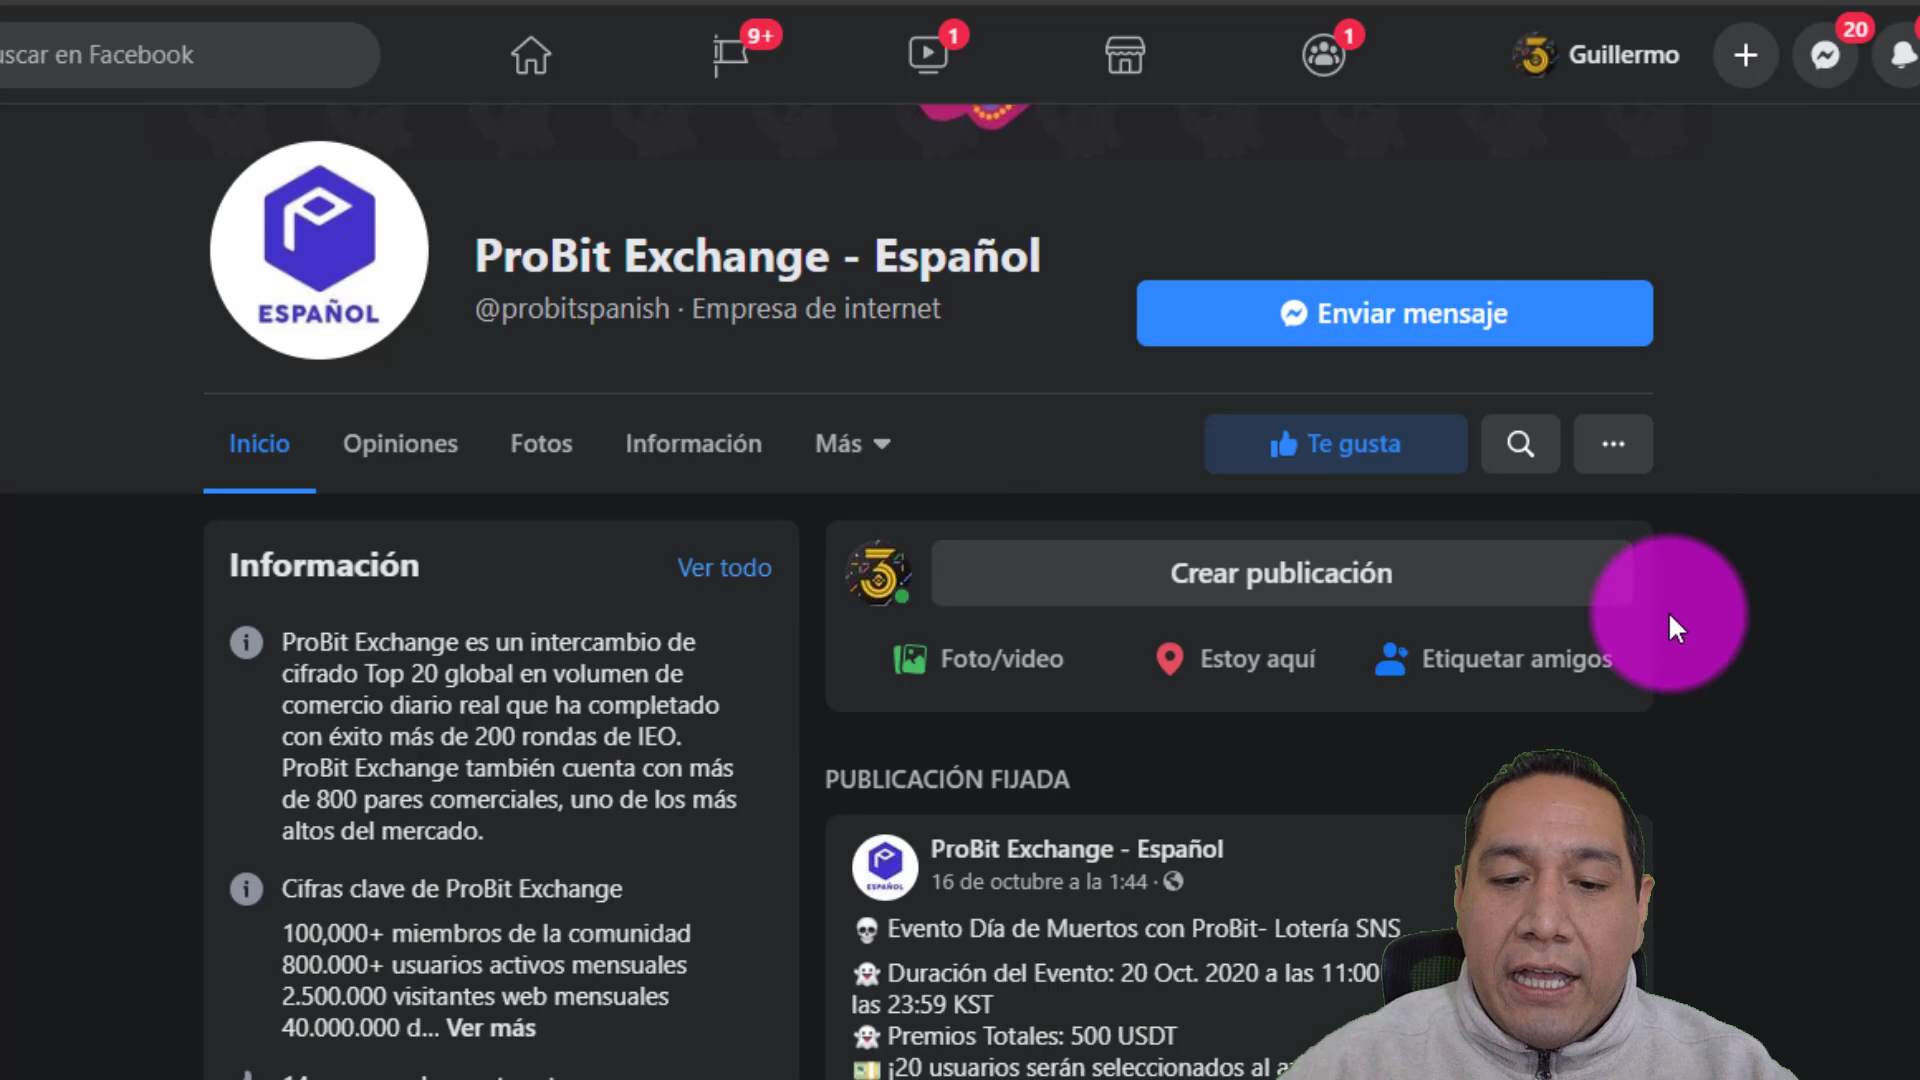 uscar en Facebook
9+
1
1
Guillermo
20
ESPAÑOL
ProBit Exchange - Español
@probitspanish · Empresa de internet
Enviar mensaje
Inicio
Opiniones
Fotos
Información
Más
Te gusta
Información
Ver todo
ProBit Exchange es un intercambio de
cifrado Top 20 global en volumen de
comercio diario real que ha completado
con éxito más de 200 rondas de IEO.
ProBit Exchange también cuenta con más
de 800 pares comerciales, uno de los más
altos del mercado.
Cifras clave de ProBit Exchange
100,000+ miembros de la comunidad
800.000+ usuarios activos mensuales
2.500.000 visitantes web mensuales
40.000.000 d... Ver más
Crear publicación
Foto/video
Estoy aquí
Etiquetar amigos
PUBLICACIÓN FIJADA
ESPAÑOL
ProBit Exchange - Español
16 de octubre a la 1:44 ·
Evento Día de Muertos con ProBit- Lotería SNS
Duración del Evento: 20 Oct. 2020 a las 11:00
las 23:59 KST
Premios Totales: 500 USDT
¡20 usuarios serán seleccionados al